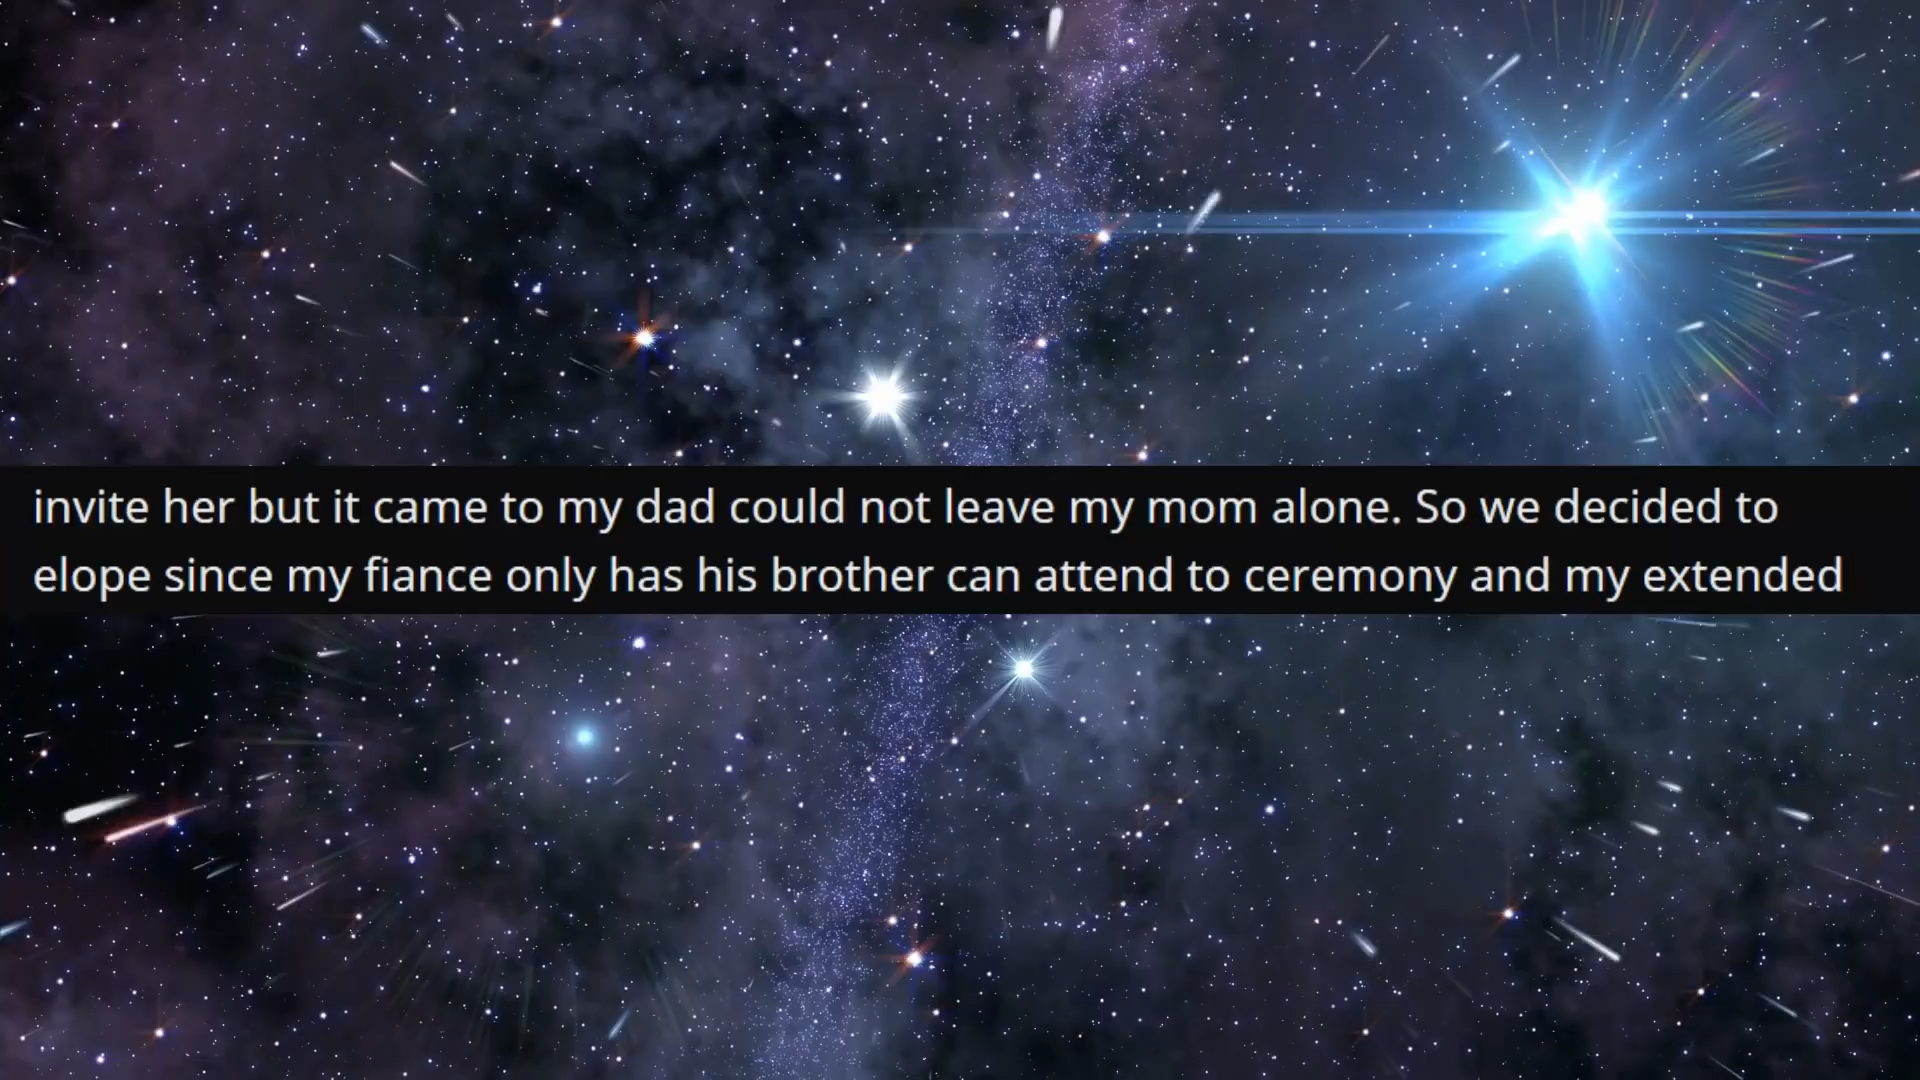 invite her but it came to my dad could not leave my mom alone. So we decided to
elope since my fiance only has his brother can attend to ceremony and my extended